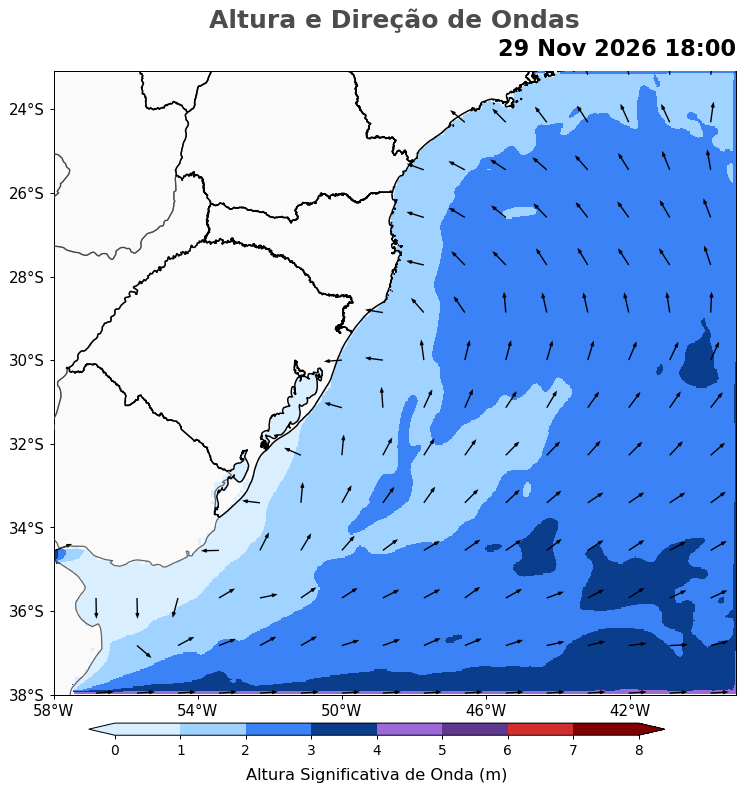 Altura e Direção de Ondas
29 Nov 2026 18:00
24°S
26°S
28°S
30°S
32°S
34°S
36°S
38°S
58°W 54°W 50°W 46°W 42°W
0 1 2 3 4 5 6 7 8
Altura Significativa de Onda (m)